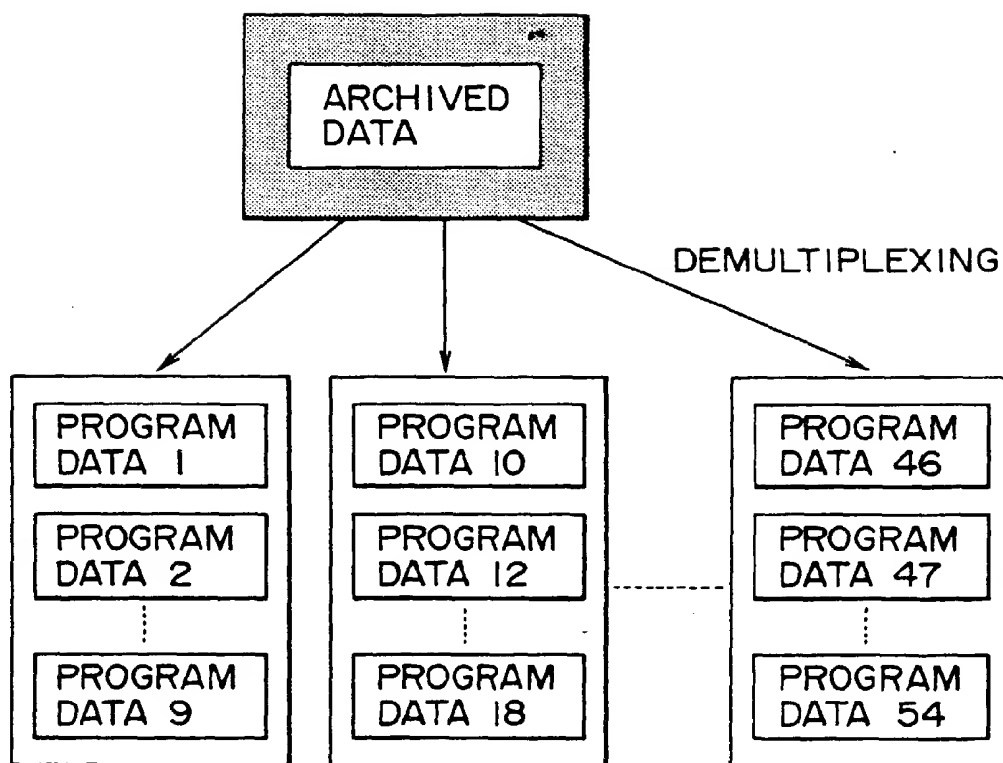 ARCHIVED
DATA
DEMULTIPLEXING
PROGRAM
DATA 1
PROGRAM
DATA 2
PROGRAM
DATA 9
PROGRAM
DATA 10
PROGRAM
DATA 12
PROGRAM
DATA 18
PROGRAM
DATA 46
PROGRAM
DATA 47
PROGRAM
DATA 54